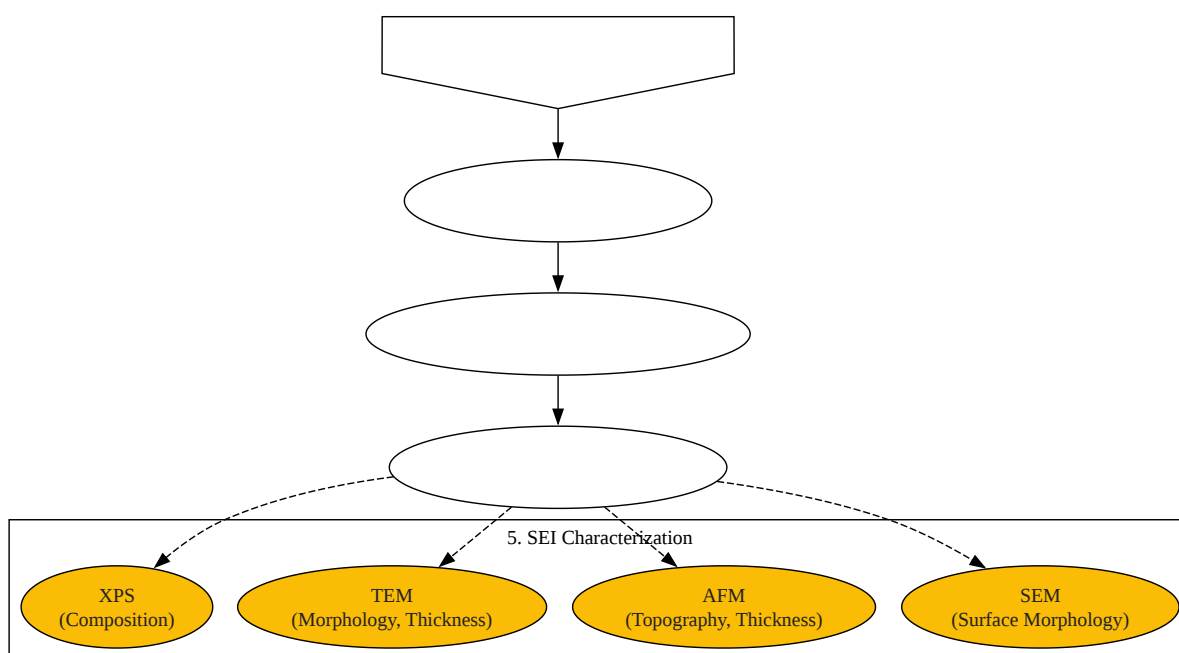 5. SEI Characterization
XPS
(Composition)
TEM
(Morphology, Thickness)
AFM
(Topography, Thickness)
SEM
(Surface Morphology)